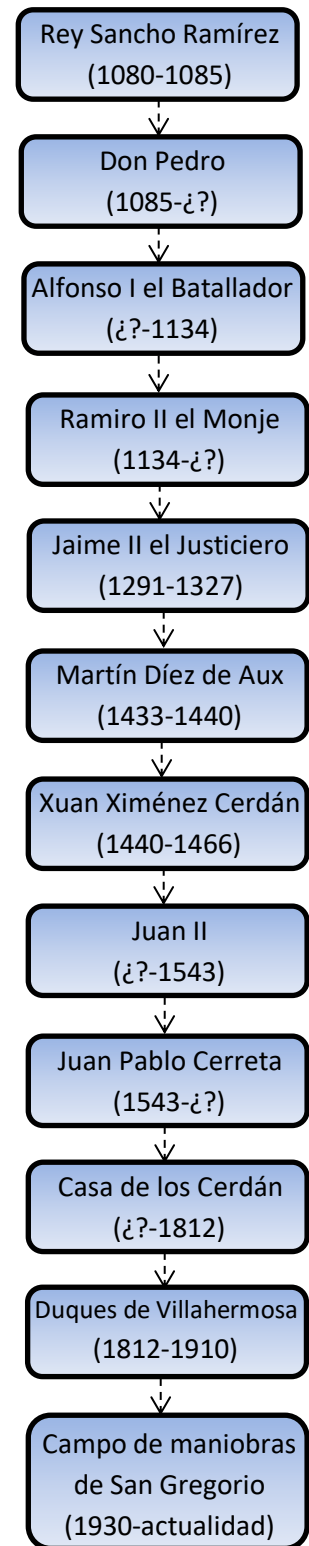 Rey Sancho Ramírez
(1080-1085)
Don Pedro
(1085-¿?)
Alfonso I el Batallador
(¿?-1134)
Ramiro II el Monje
(1134-¿?)
Jaime II el Justiciero
(1291-1327)
Martín Díez de Aux
(1433-1440)
Xuan Ximénez Cerdán
(1440-1466)
Juan II
(¿?-1543)
Juan Pablo Cerreta
(1543-¿?)
Casa de los Cerdán
(¿?-1812)
Duques de Villahermosa
(1812-1910)
Campo de maniobras
de San Gregorio
(1930-actualidad)